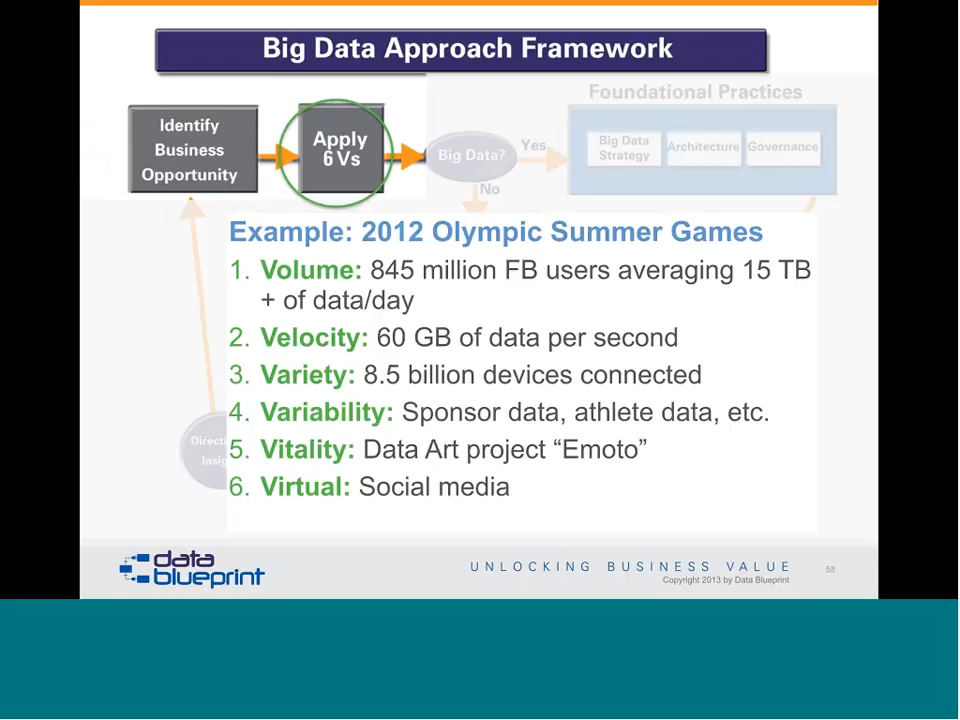 Big Data Approach Framework
Foundational Practices
Identify
Business
Opportunity
Apply
6 Vs
Big Data?
Yes
No
Big Data
Strategy
Architecture
Governance
Example: 2012 Olympic Summer Games
1. Volume: 845 million FB users averaging 15 TB
+ of data/day
2. Velocity: 60 GB of data per second
3. Variety: 8.5 billion devices connected
4. Variability: Sponsor data, athlete data, etc.
5. Vitality: Data Art project “Emoto”
6. Virtual: Social media
data
blueprint
UNLOCKING BUSINESS VALUE
Copyright 2013 by Data Blueprint
58